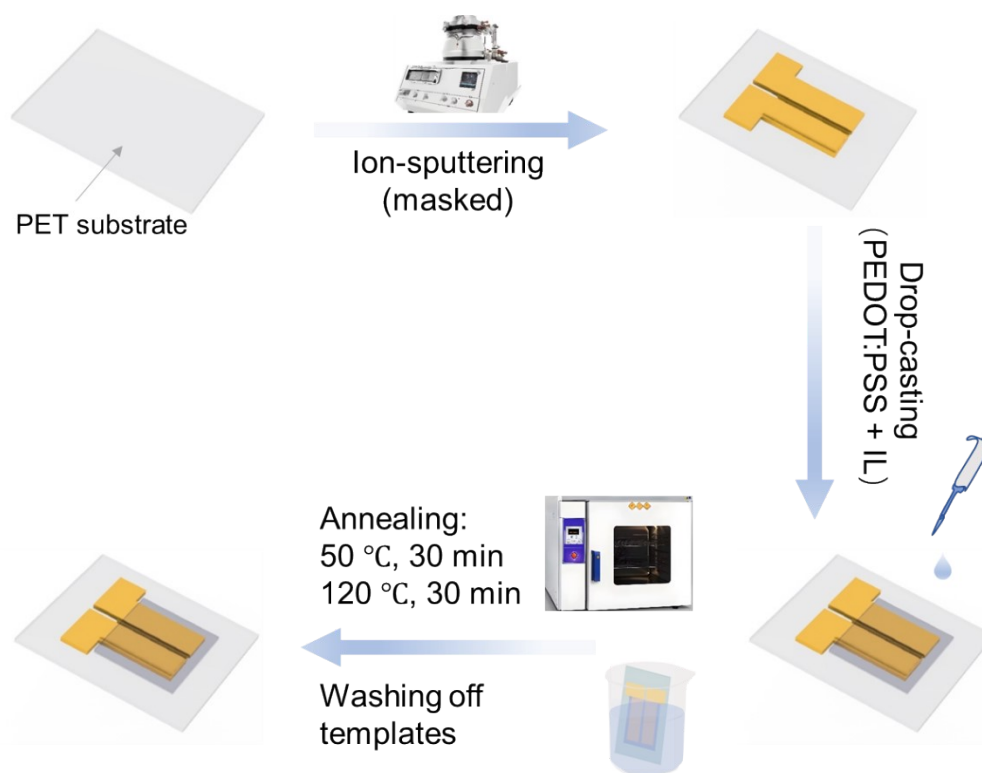 PET substrate
Ion-sputtering
(masked)
Drop-casting
(PEDOT:PSS + IL)
Annealing:
50 ℃, 30 min
120 ℃, 30 min
Washing off
templates